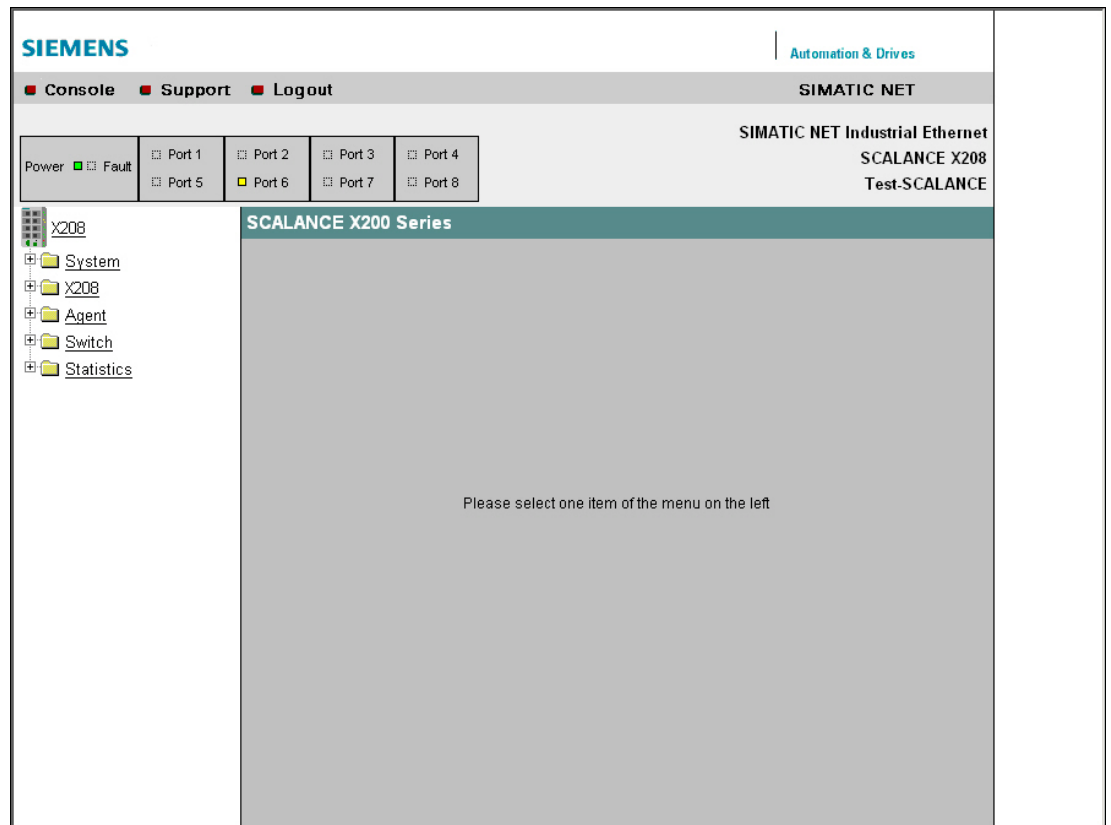 SIEMENS
Automation & Drives
Console Support Logout SIMATIC NET
SIMATIC NET Industrial Ethernet
SCALANCE X208
Test-SCALANCE
Power Fault
Port 1 Port 2 Port 3 Port 4
Port 5 Port 6 Port 7 Port 8
X208
System
X208
Agent
Switch
Statistics
SCALANCE X200 Series
Please select one item of the menu on the left